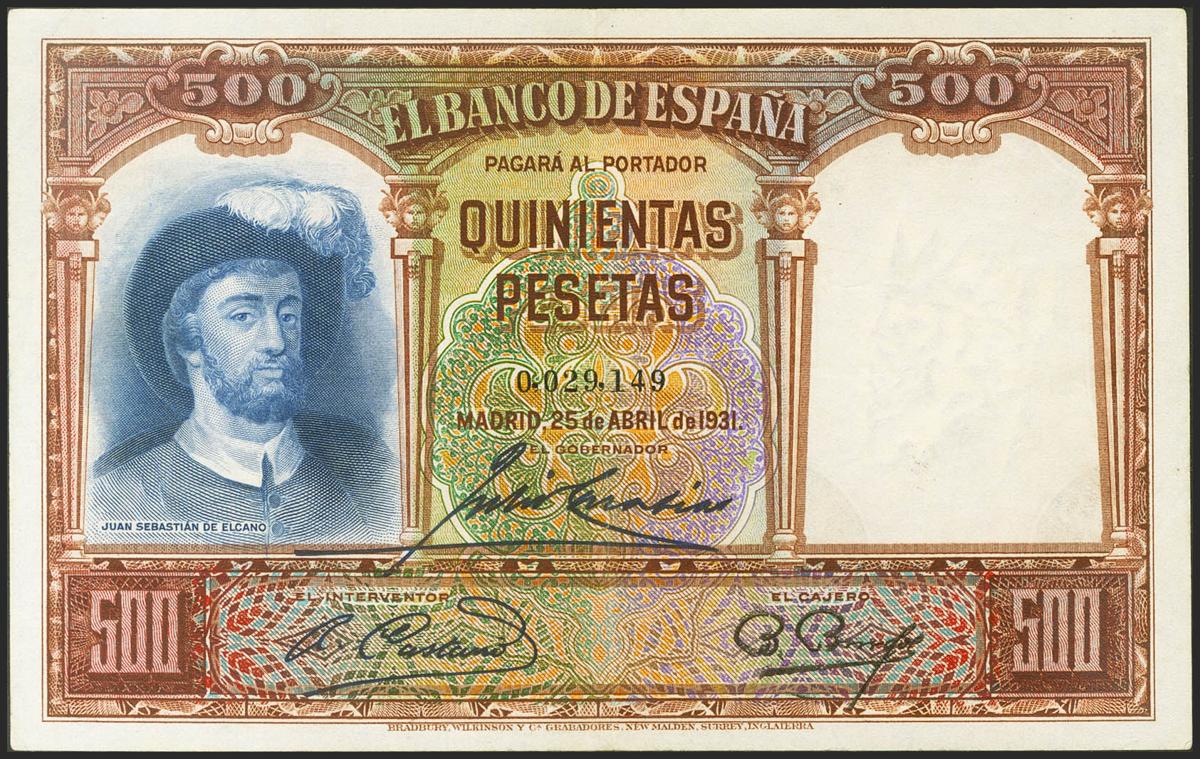 500
500
EL BANCO DE ESPAÑA
PAGARÁ AL PORTADOR
QUINIENTAS
PESETAS
0.029.149
MADRID, 25 de ABRIL de 1931.
EL GOBERNADOR
JUAN SEBASTIÁN DE ELCANO
EL INTERVENTOR
EL CAJERO
500
500
BRADBURY, WILKINSON Y Cª GRABADORES, NEW MALDEN, SURREY, INGLATERRA